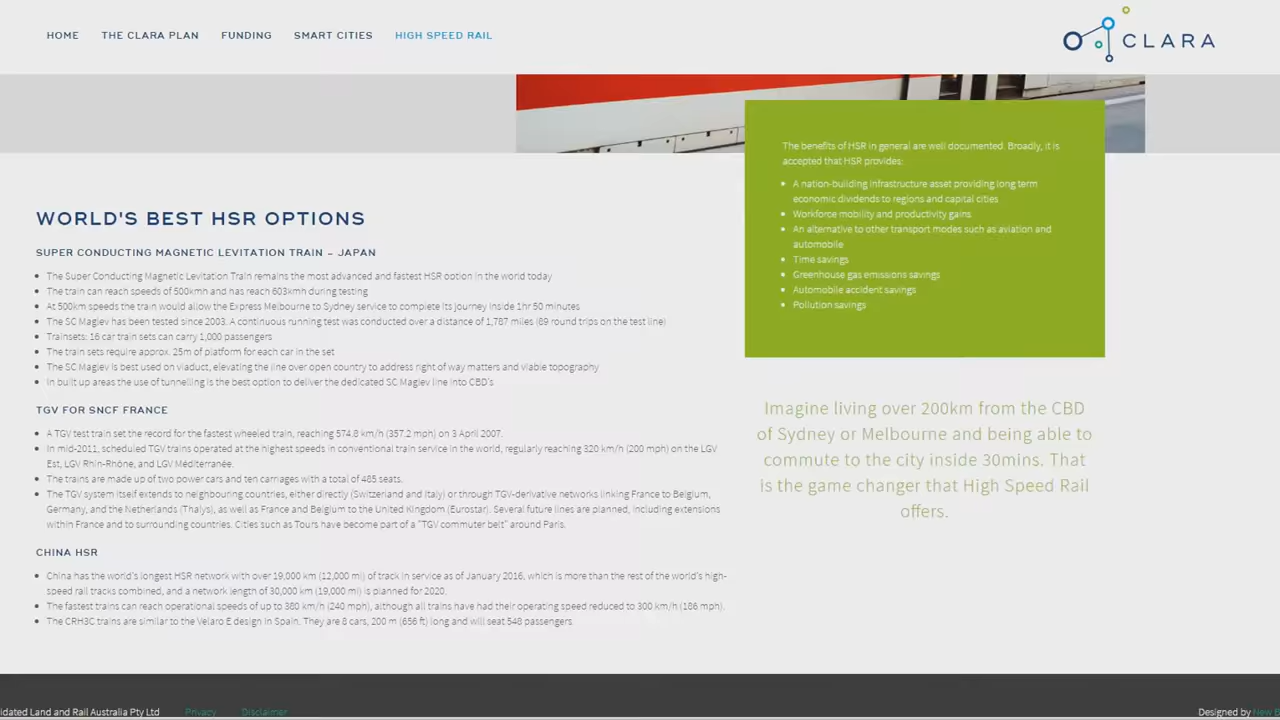 HOME THE CLARA PLAN FUNDING SMART CITIES HIGH SPEED RAIL
CLARA
The benefits of HSR in general are well documented. Broadly, it is
accepted that HSR provides:
A nation-building infrastructure asset providing long term
economic dividends to regions and capital cities
Workforce mobility and productivity gains
An alternative to other transport modes such as aviation and
automobile
Time savings
Greenhouse gas emissions savings
Automobile accident savings
Pollution savings
WORLD'S BEST HSR OPTIONS
SUPER CONDUCTING MAGNETIC LEVITATION TRAIN – JAPAN
The Super Conducting Magnetic Levitation Train remains the most advanced and fastest HSR option in the world today
The train can reach speeds of 500kmh and can reach 603kmh during testing
At 500km speeds the train would allow the Express Melbourne to Sydney service to complete its journey inside 1hr 50 minutes
The SC Maglev has been tested since 2003. A continuous running test was conducted over a distance of 1,787 miles (69 round trips on the test line)
Trainsets: 16 car train sets can carry 1,000 passengers
The train sets require approx. 25m of platform for each car in the set
The SC Maglev is best used on viaduct, elevating the line over open country to address right of way matters and viable topography
In built up areas the use of tunnelling is the best option to deliver the dedicated SC Maglev line into CBD's
TGV FOR SNCF FRANCE
A TGV test train set the record for the fastest wheeled train, reaching 574.8 km/h (357.2 mph) on 3 April 2007.
In mid-2011, scheduled TGV trains operated at the highest speeds in conventional train service in the world, regularly reaching 320 km/h (200 mph) on the LGV
Est, LGV Rhin-Rhône, and LGV Méditerranée.
The trains are made up of two power cars and ten carriages with a total of 485 seats.
The TGV system itself extends to neighbouring countries, either directly (Switzerland and Italy) or through TGV-derivative networks linking France to Belgium,
Germany, and the Netherlands (Thalys), as well as France and Belgium to the United Kingdom (Eurostar). Several future lines are planned, including extensions
within France and to surrounding countries. Cities such as Tours have become part of a "TGV commuter belt" around Paris.
CHINA HSR
China has the world's longest HSR network with over 19,000 km (12,000 mi) of track in service as of January 2016, which is more than the rest of the world's high-
speed rail tracks combined, and a network length of 30,000 km (19,000 mi) is planned for 2020.
The fastest trains can reach operational speeds of up to 380 km/h (240 mph), although all trains have had their operating speed reduced to 300 km/h (186 mph).
The CRH3C trains are similar to the Velaro E design in Spain. They are 8 cars, 200 m (656 ft) long and will seat 548 passengers.
Imagine living over 200km from the CBD
of Sydney or Melbourne and being able to
commute to the city inside 30mins. That
is the game changer that High Speed Rail
offers.
idated Land and Rail Australia Pty Ltd Privacy Disclaimer Designed by New